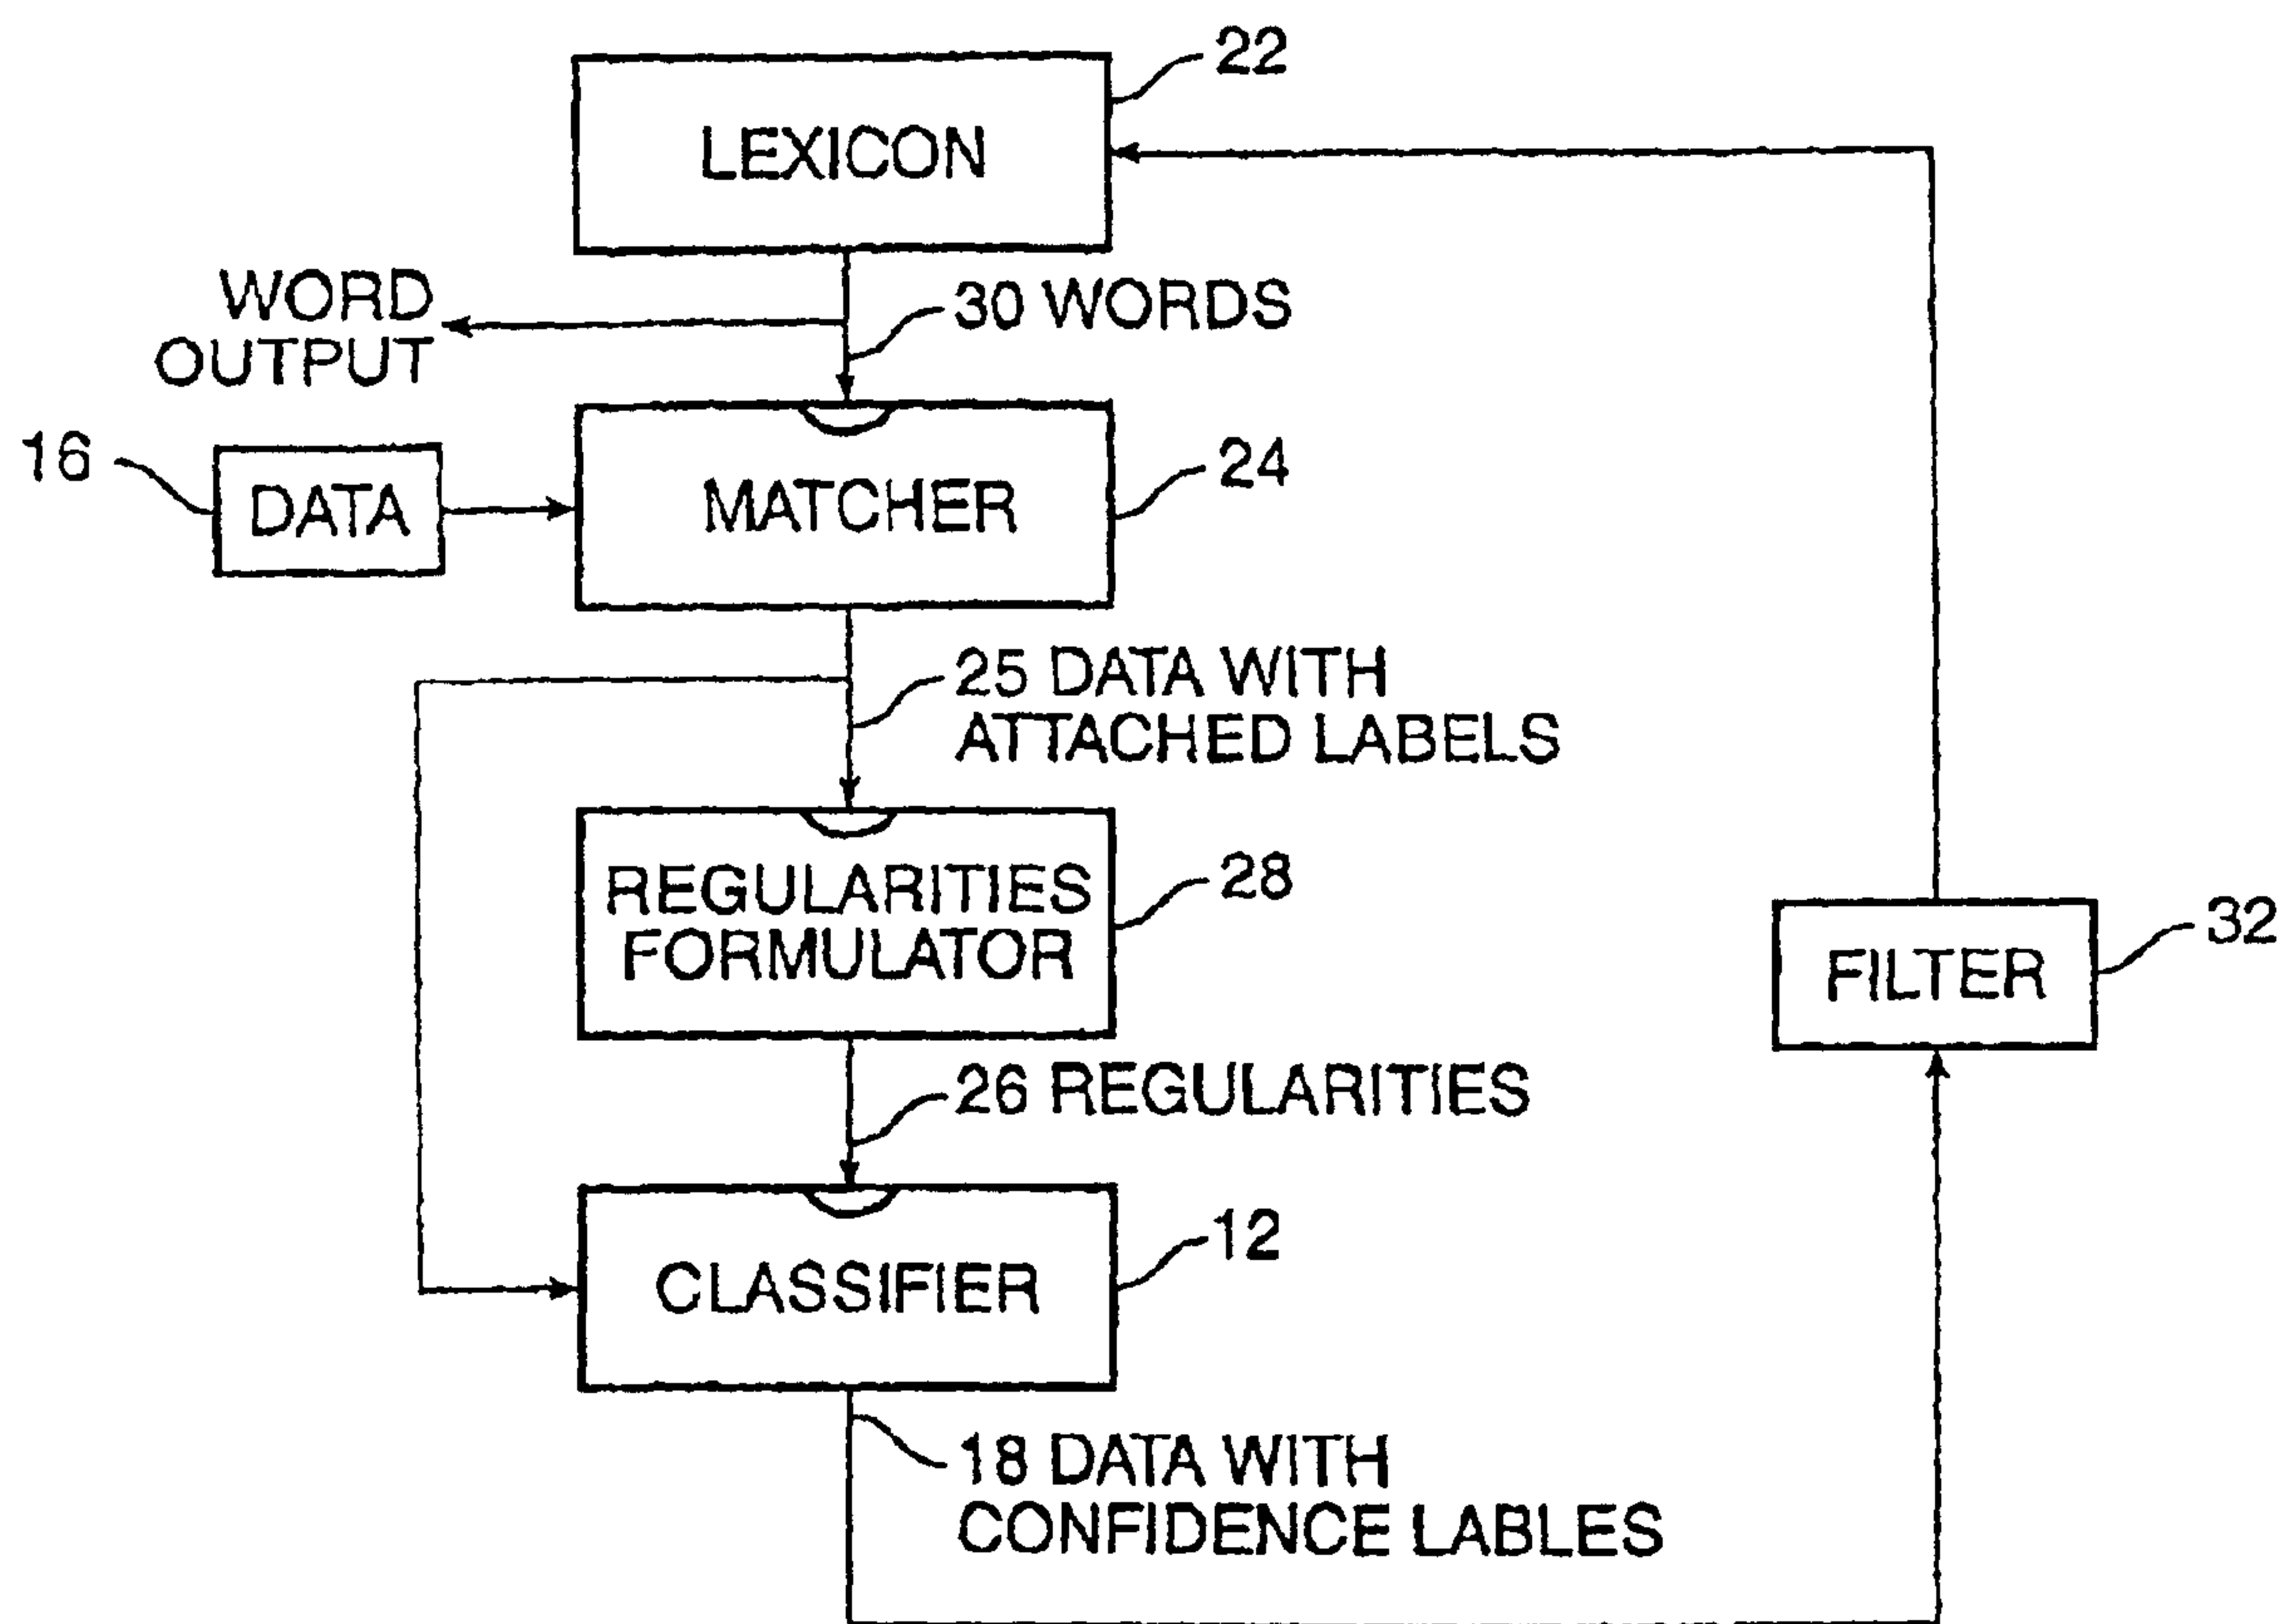 22
LEXICON
WORD
OUTPUT
30 WORDS
16
DATA
MATCHER
24
25 DATA WITH
ATTACHED LABELS
REGULARITIES
FORMULATOR
28
FILTER
32
26 REGULARITIES
CLASSIFIER
12
18 DATA WITH
CONFIDENCE LABLES